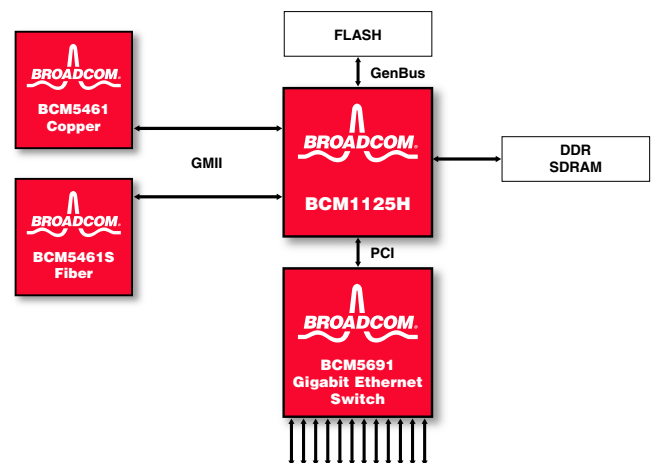 FLASH
GenBus
BROADCOM.
BCM5461
Copper
BROADCOM.
BCM1125H
GMII
DDR
SDRAM
BROADCOM.
BCM5461S
Fiber
PCI
BROADCOM.
BCM5691
Gigabit Ethernet
Switch